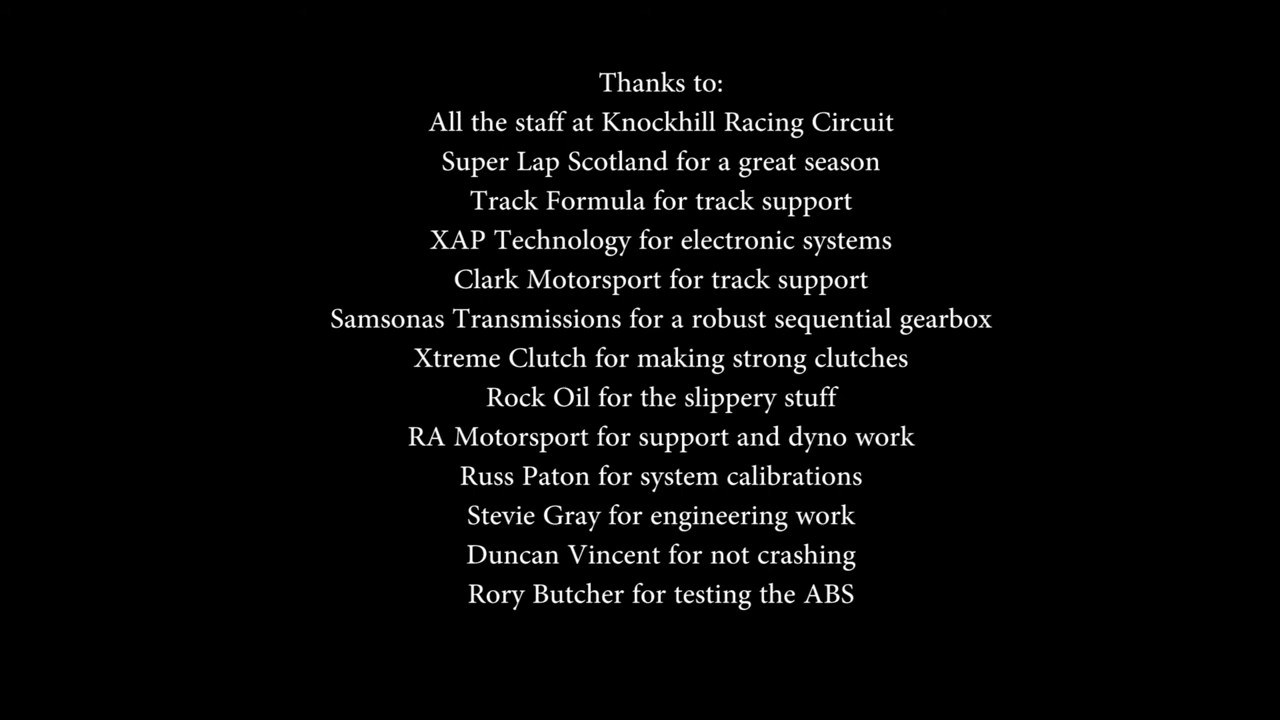 Thanks to:
All the staff at Knockhill Racing Circuit
Super Lap Scotland for a great season
Track Formula for track support
XAP Technology for electronic systems
Clark Motorsport for track support
Samsonas Transmissions for a robust sequential gearbox
Xtreme Clutch for making strong clutches
Rock Oil for the slippery stuff
RA Motorsport for support and dyno work
Russ Paton for system calibrations
Stevie Gray for engineering work
Duncan Vincent for not crashing
Rory Butcher for testing the ABS